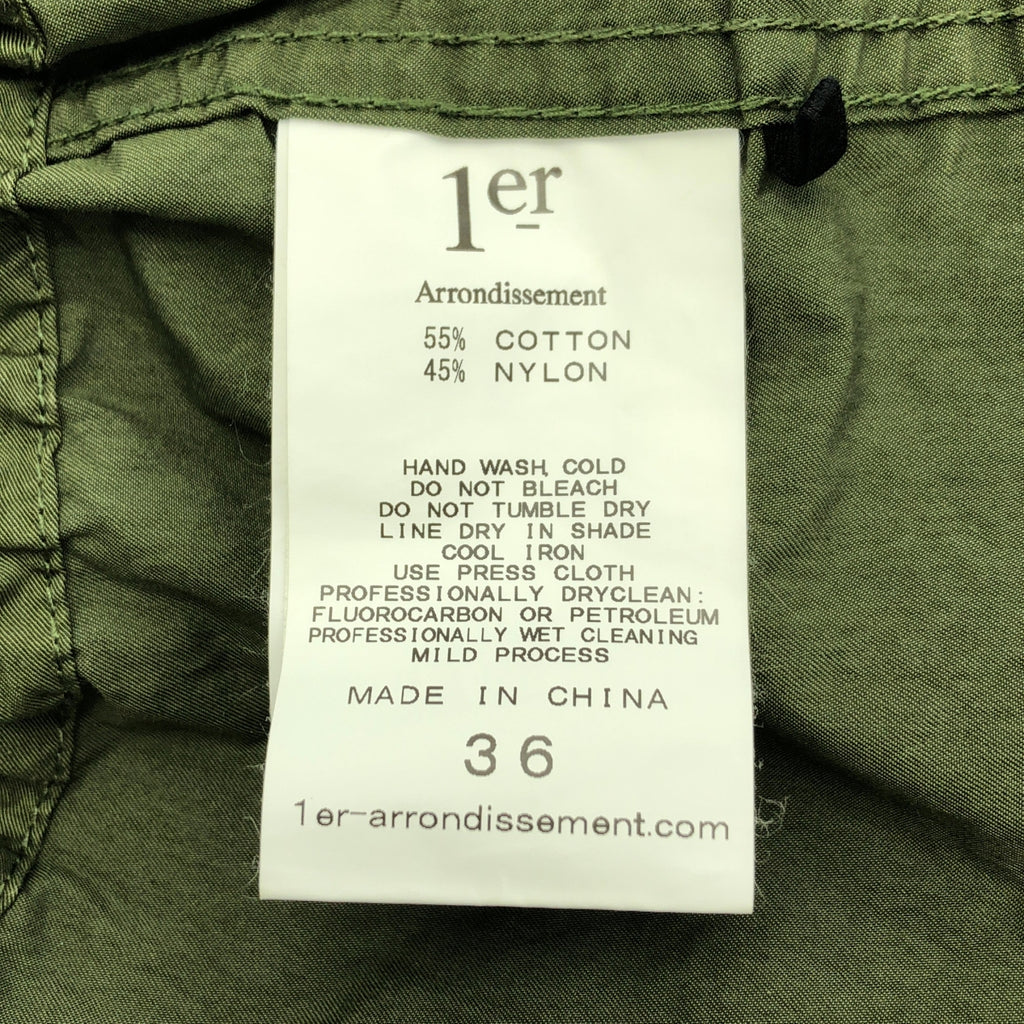 1er
Arrondissement
55% COTTON
45% NYLON
HAND WASH, COLD
DO NOT BLEACH
DO NOT TUMBLE DRY
LINE DRY IN SHADE
COOL IRON
USE PRESS CLOTH
PROFESSIONALLY DRYCLEAN:
FLUOROCARBON OR PETROLEUM
PROFESSIONALLY WET CLEANING
MILD PROCESS
MADE IN CHINA
36
1er-arrondissement.com